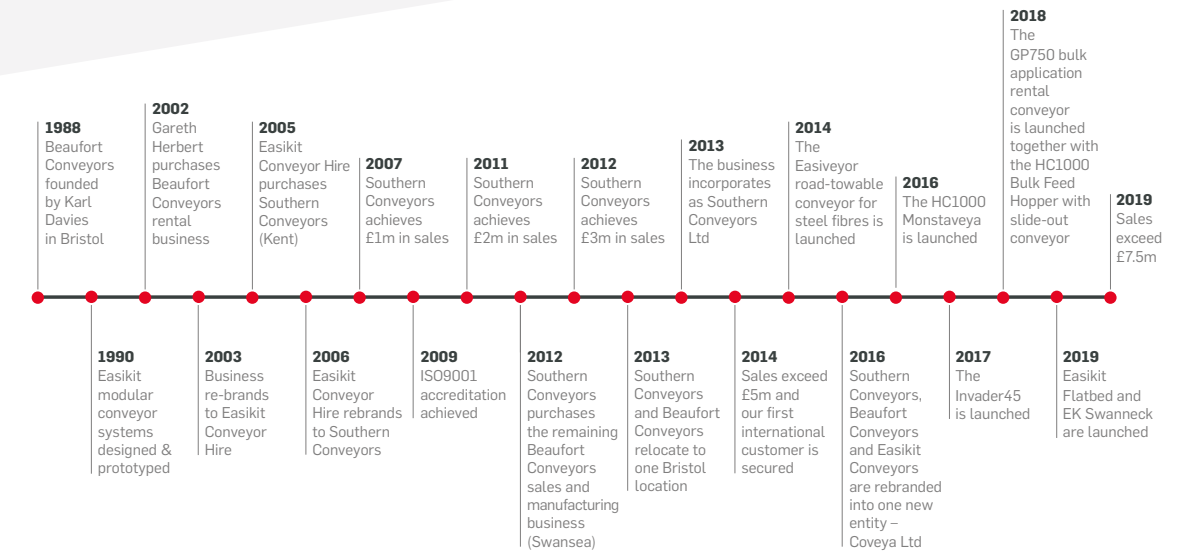 1988
Beaufort
Conveyors
founded
by Karl
Davies
in Bristol
1990
Easikit
modular
conveyor
systems
designed &
prototyped
2002
Gareth
Herbert
purchases
Beaufort
Conveyors
rental
business
2003
Business
re-brands
to Easikit
Conveyor
Hire
2005
Easikit
Conveyor Hire
purchases
Southern
Conveyors
(Kent)
2006
Easikit
Conveyor
Hire rebrands
to Southern
Conveyors
2007
Southern
Conveyors
achieves
£1m in sales
2009
ISO9001
accreditation
achieved
2011
Southern
Conveyors
achieves
£2m in sales
2012
Southern
Conveyors
purchases
the remaining
Beaufort
Conveyors
sales and
manufacturing
business
(Swansea)
2012
Southern
Conveyors
achieves
£3m in sales
2013
Southern
Conveyors
and Beaufort
Conveyors
relocate to
one Bristol
location
2013
The business
incorporates
as Southern
Conveyors
Ltd
2014
Sales exceed
£5m and
our first
international
customer is
secured
2014
The
Easiveyor
road-towable
conveyor for
steel fibres is
launched
2016
Southern
Conveyors,
Beaufort
Conveyors
and Easikit
Conveyors
are rebranded
into one new
entity –
Coveya Ltd
2016
The HC1000
Monstaveya
is launched
2017
The
Invader45
is launched
2018
The
GP750 bulk
application
rental
conveyor
is launched
together with
the HC1000
Bulk Feed
Hopper with
slide-out
conveyor
2019
Easikit
Flatbed and
EK Swanneck
are launched
2019
Sales
exceed
£7.5m